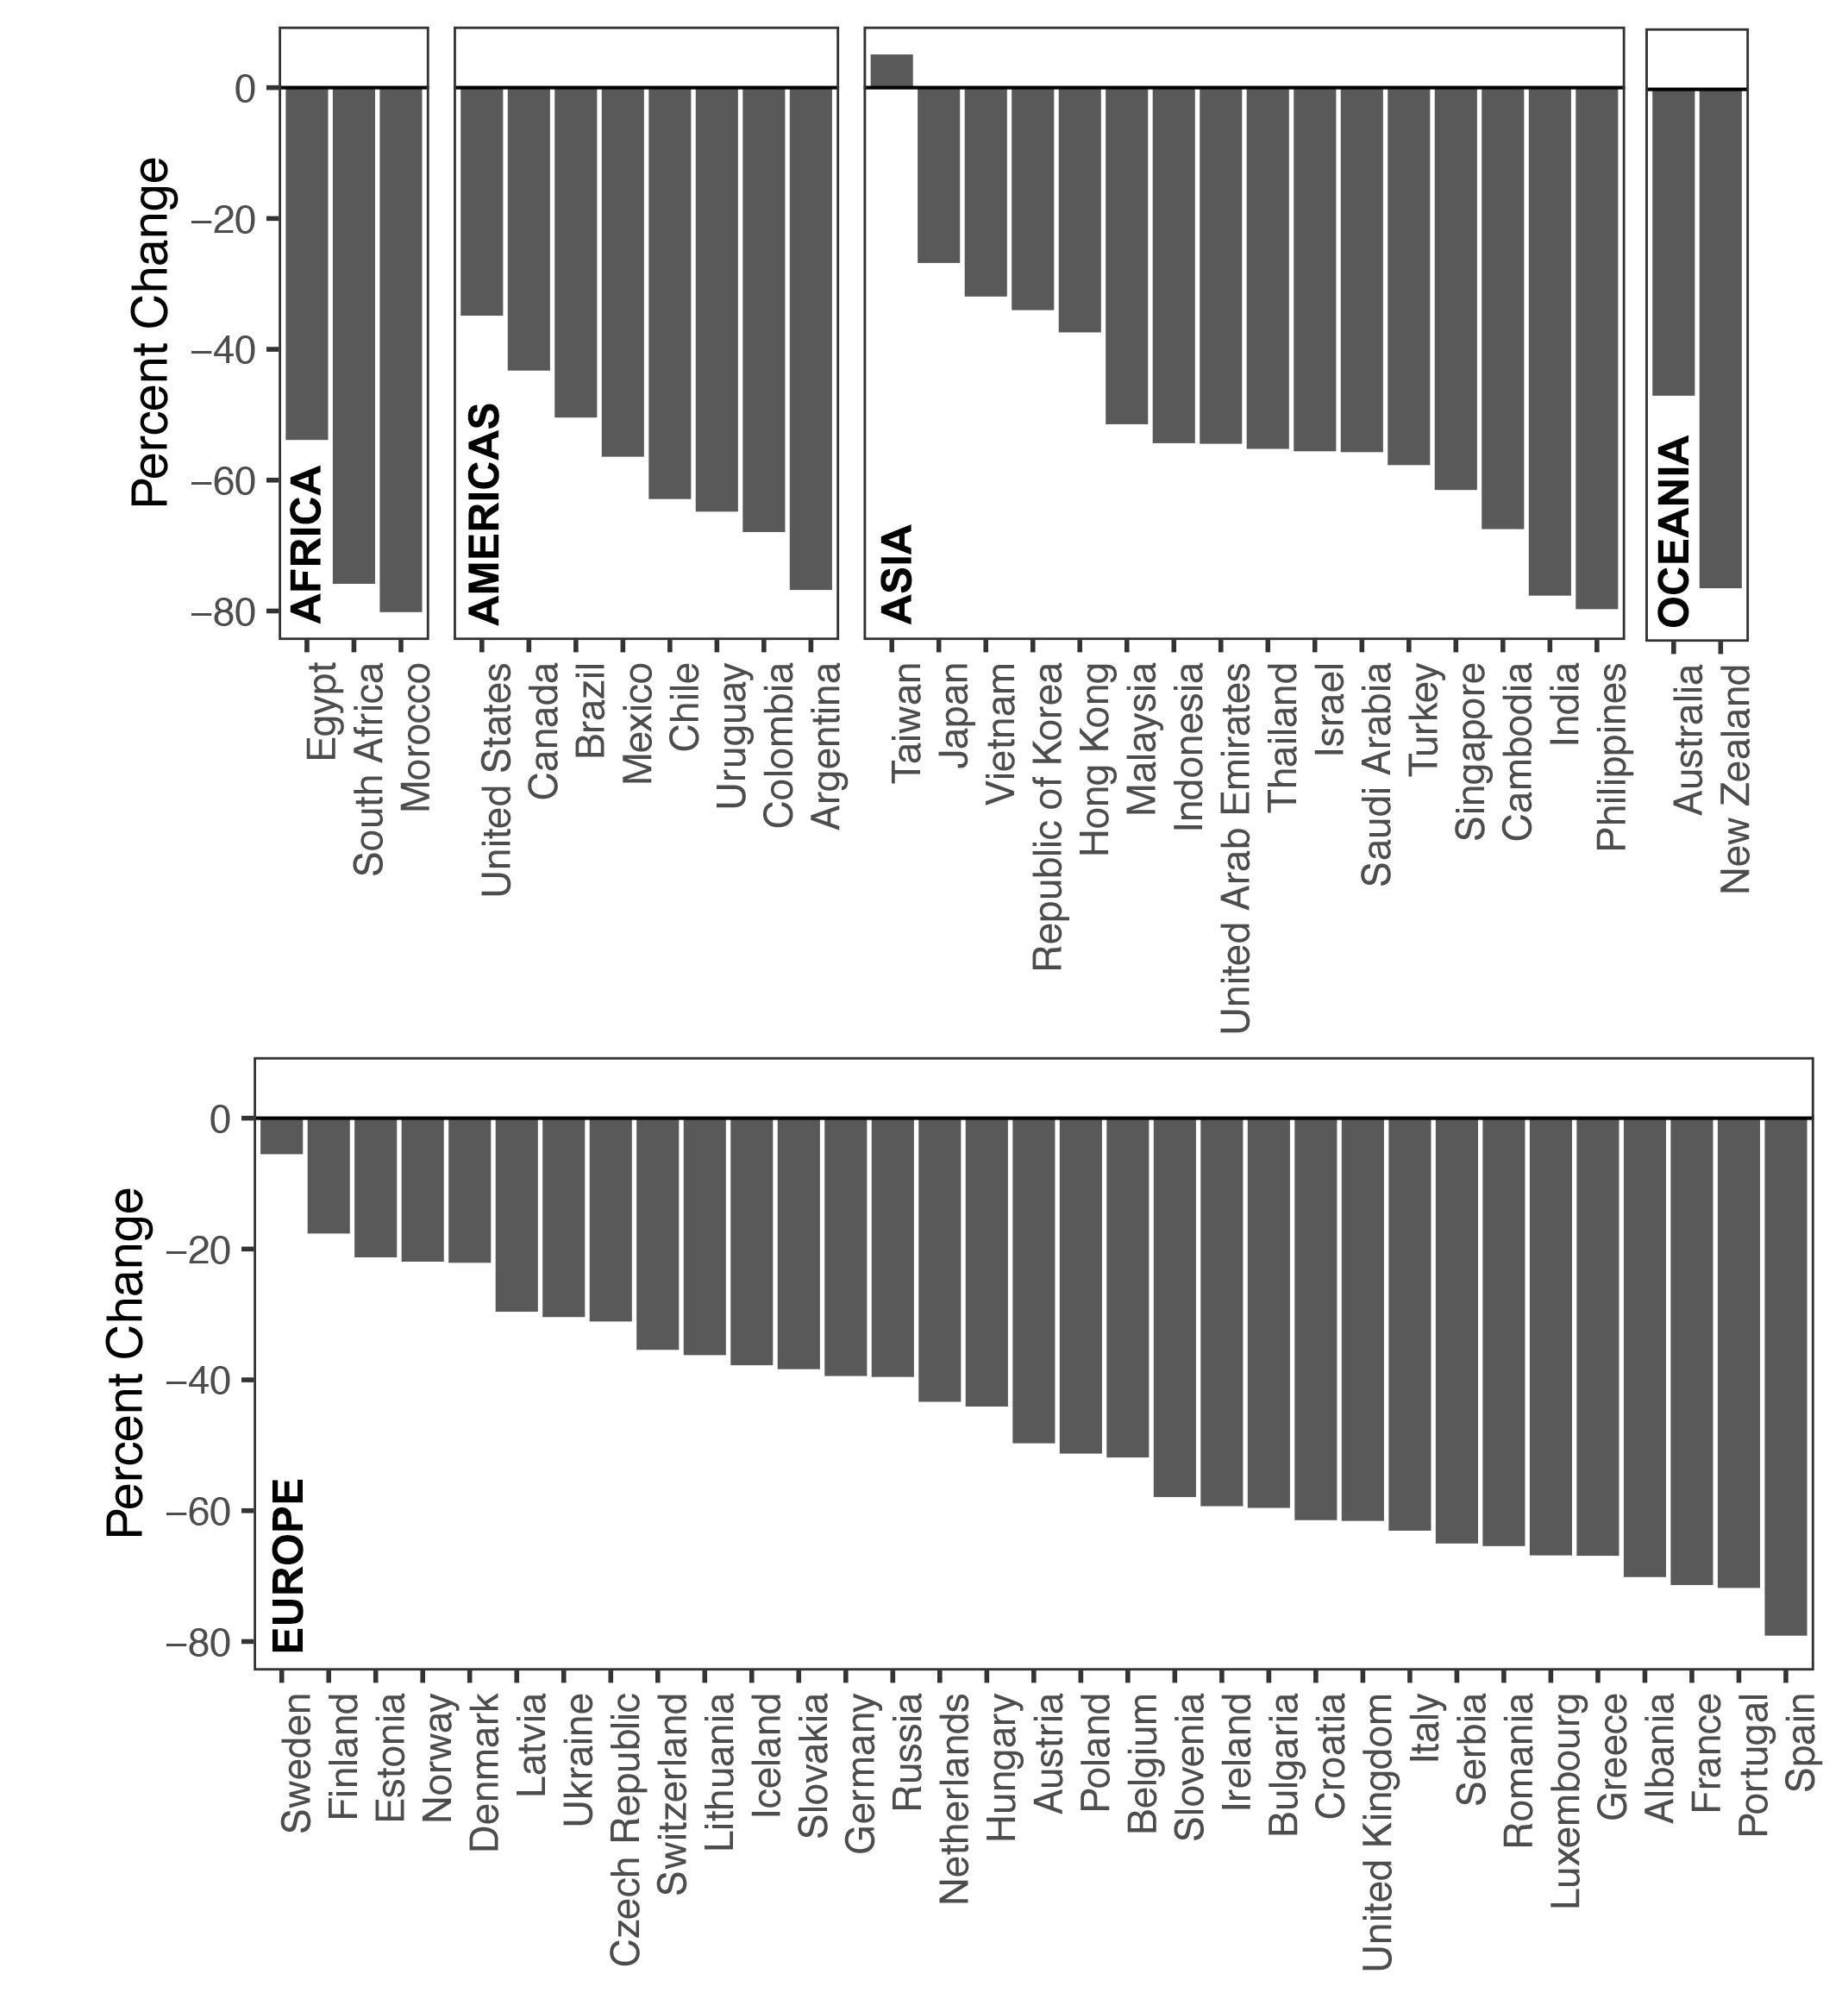 Percent Change
0
−20
−40
−60
−80
AFRICA
AMERICAS
ASIA
OCEANIA
Egypt
South Africa
Morocco
United States
Canada
Brazil
Mexico
Chile
Uruguay
Colombia
Argentina
Taiwan
Japan
Vietnam
Republic of Korea
Hong Kong
Malaysia
Indonesia
United Arab Emirates
Thailand
Israel
Saudi Arabia
Turkey
Singapore
Cambodia
India
Philippines
Australia
New Zealand
Percent Change
0
−20
−40
−60
−80
EUROPE
Sweden
Finland
Estonia
Norway
Denmark
Latvia
Ukraine
Czech Republic
Switzerland
Lithuania
Iceland
Slovakia
Germany
Russia
Netherlands
Hungary
Austria
Poland
Belgium
Slovenia
Ireland
Bulgaria
Croatia
United Kingdom
Italy
Serbia
Romania
Luxembourg
Greece
Albania
France
Portugal
Spain